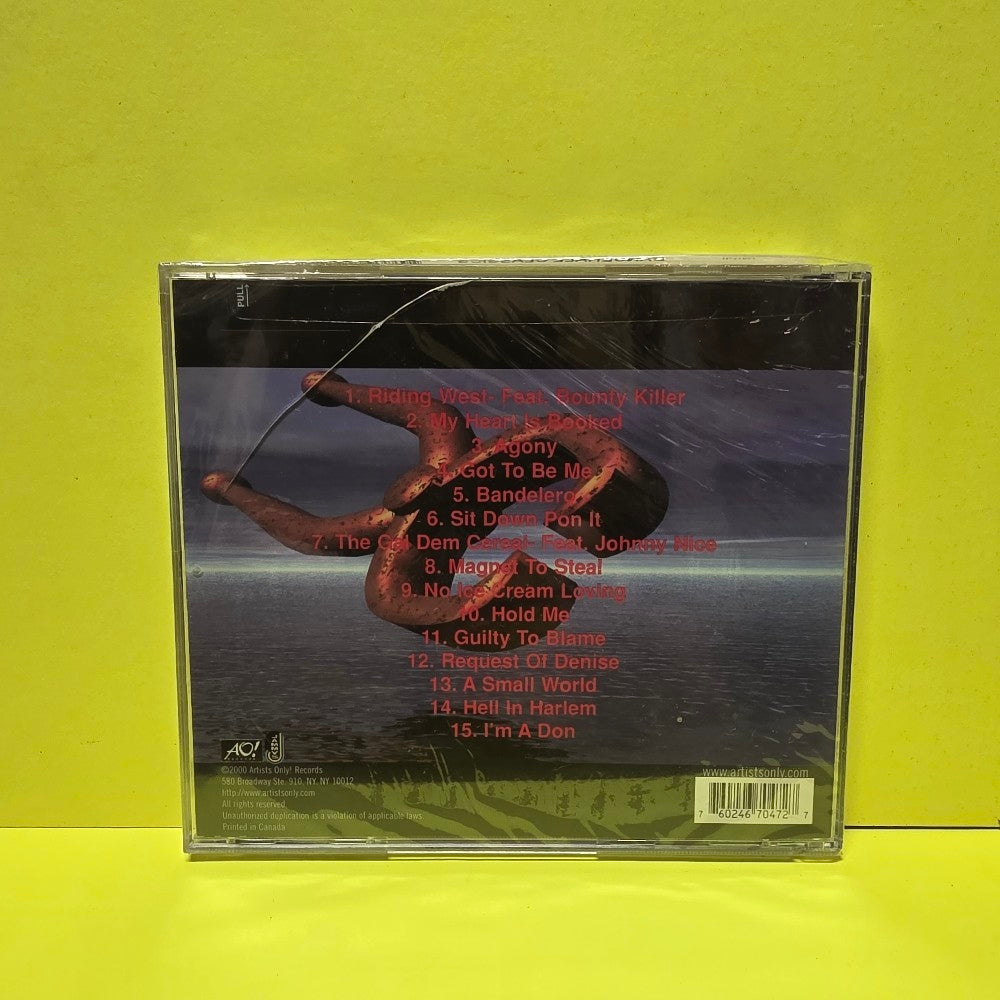 PULL
1. Riding West- Feat. Bounty Killer
2. My Heart Is Booked
3. Agony
4. Got To Be Me
5. Bandelero
6. Sit Down Pon It
7. The Gal Dem Cereal- Feat. Johnny Nice
8. Magnet To Steal
9. No Ice Cream Loving
10. Hold Me
11. Guilty To Blame
12. Request Of Denise
13. A Small World
14. Hell In Harlem
15. I'm A Don
AO!
©2000 Artists Only! Records
580 Broadway Ste. 910, NY, NY 10012
http://www.artistsonly.com
All rights reserved
Unauthorized duplication is a violation of applicable laws.
Printed in Canada
www.artistsonly.com
7 60246 70472 7